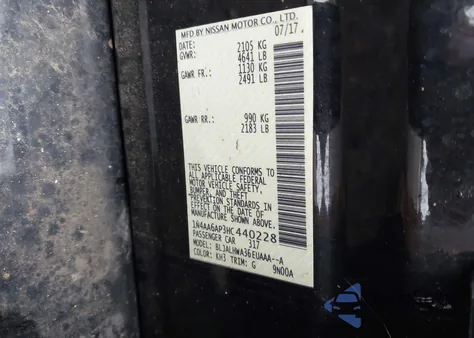 MFD BY NISSAN MOTOR CO., LTD.
DATE: 07/17
GVWR: 2105 KG
4641 LB
GAWR FR.: 1130 KG
2491 LB
GAWR RR.: 990 KG
2183 LB
THIS VEHICLE CONFORMS TO
ALL APPLICABLE FEDERAL
MOTOR VEHICLE SAFETY,
BUMPER, AND THEFT
PREVENTION STANDARDS IN
EFFECT ON THE DATE OF
MANUFACTURE SHOWN ABOVE.
1N4AA6AP3HC440228
PASSENGER CAR 317
MODEL: BLJALHWA36EUAAA--A
COLOR: KH3 TRIM: G 9N00A